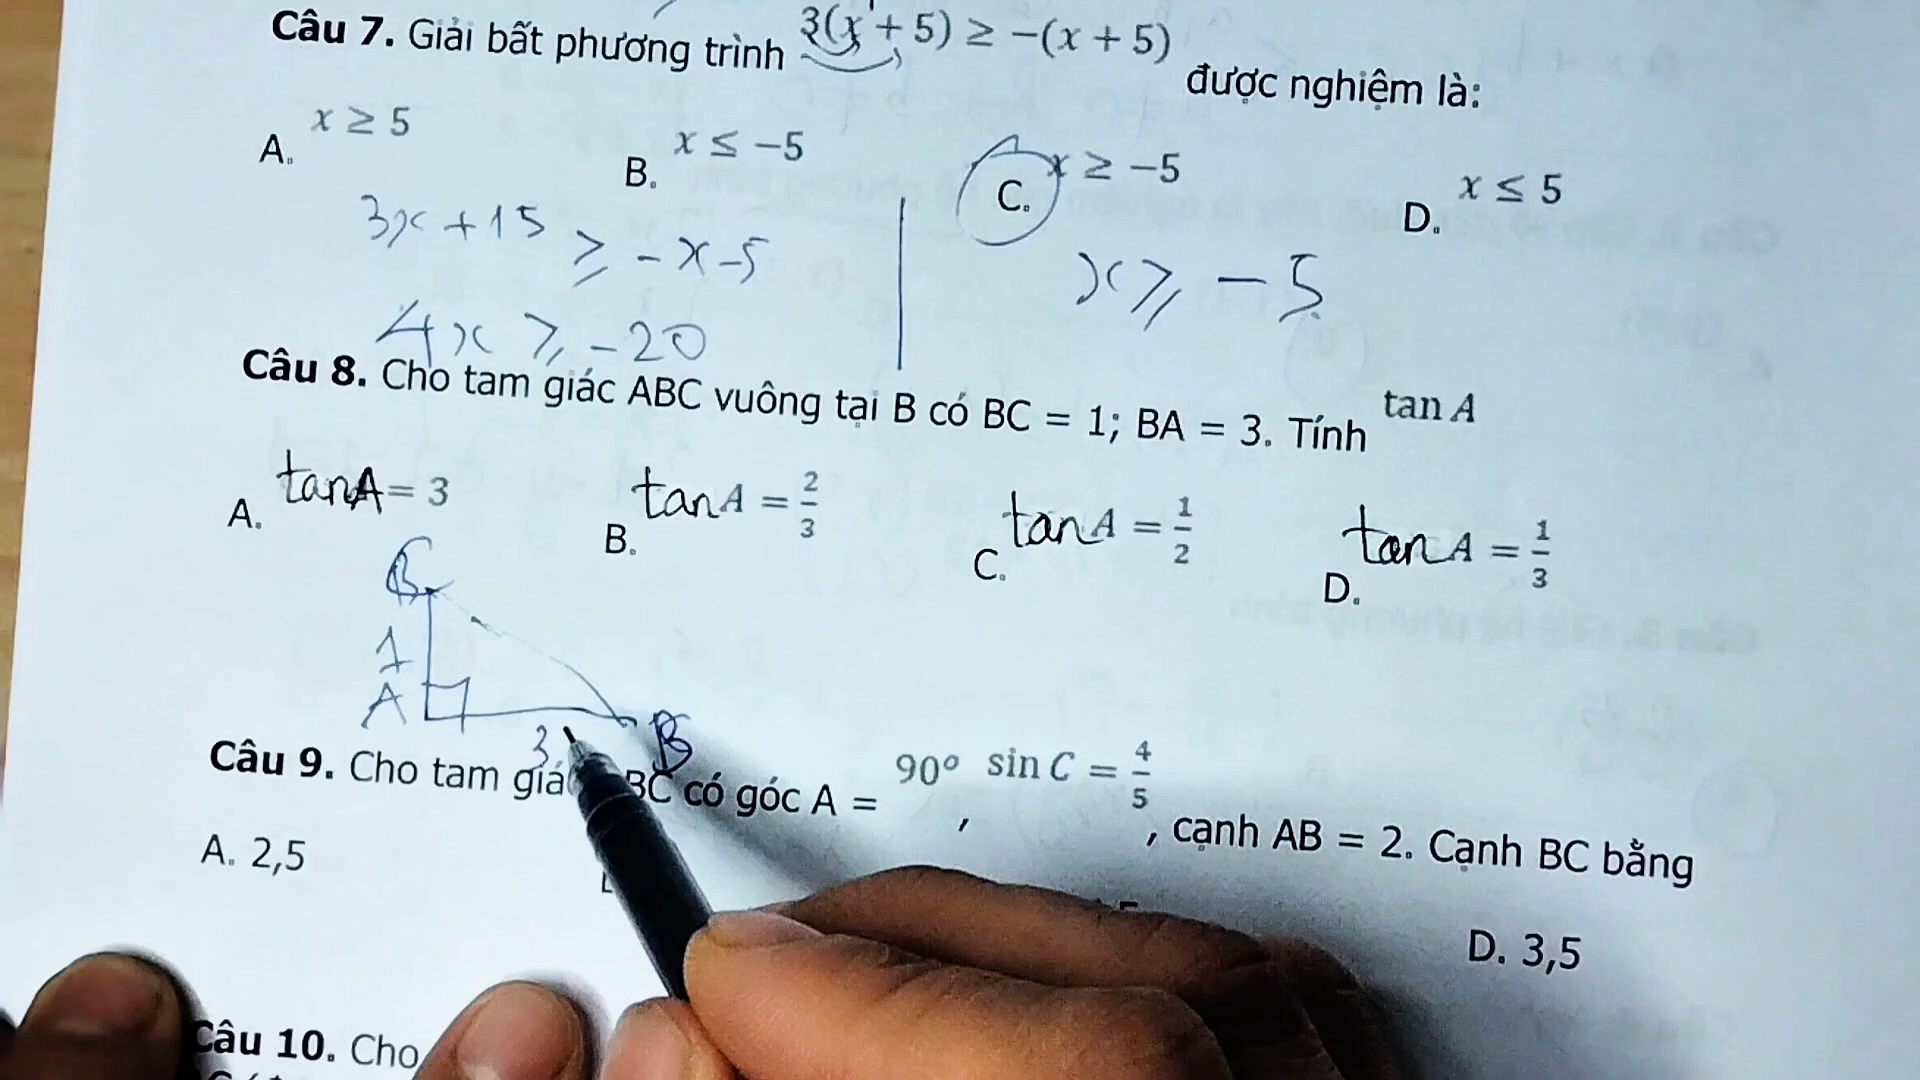 Câu 7. Giải bất phương trình 3(x + 5) ≥ −(x + 5) được nghiệm là:
A. x ≥ 5 B. x ≤ −5 C. x ≥ −5 D. x ≤ 5
3x + 15 ≥ - x - 5
x ≥ - 5
4x ≥ - 20
Câu 8. Cho tam giác ABC vuông tại B có BC = 1; BA = 3. Tính tan A
A. tanA = 3 B. tanA = 2/3 C. tanA = 1/2 D. tanA = 1/3
C
1
A
3 B
Câu 9. Cho tam BC có góc A = 90°, sin C = 4/5, cạnh AB = 2. Cạnh BC bằng
A. 2,5 D. 3,5
Câu 10. Cho